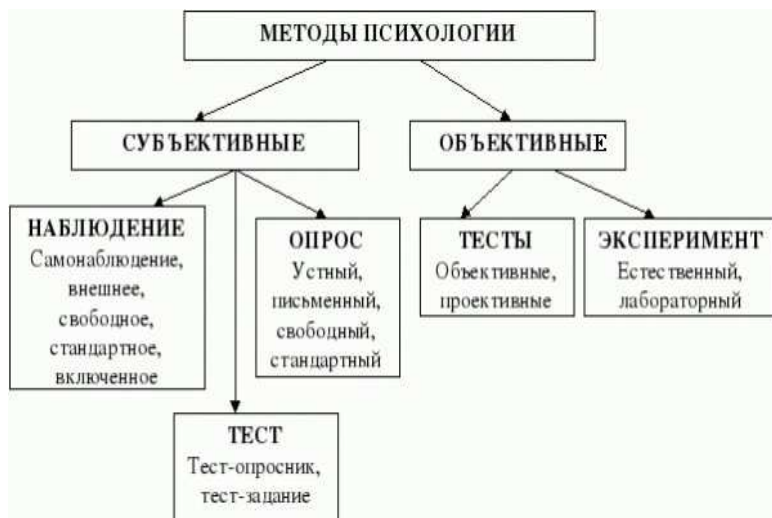 МЕТОДЫ ПСИХОЛОГИИ
СУБЪЕКТИВНЫЕ
ОБЪЕКТИВНЫЕ
НАБЛЮДЕНИЕ
Самонаблюдение,
внешнее,
свободное,
стандартное,
включенное
ОПРОС
Устный,
письменный,
свободный,
стандартный
ТЕСТЫ
Объективные,
проективные
ЭКСПЕРИМЕНТ
Естественный,
лабораторный
ТЕСТ
Тест-опросник,
тест-задание